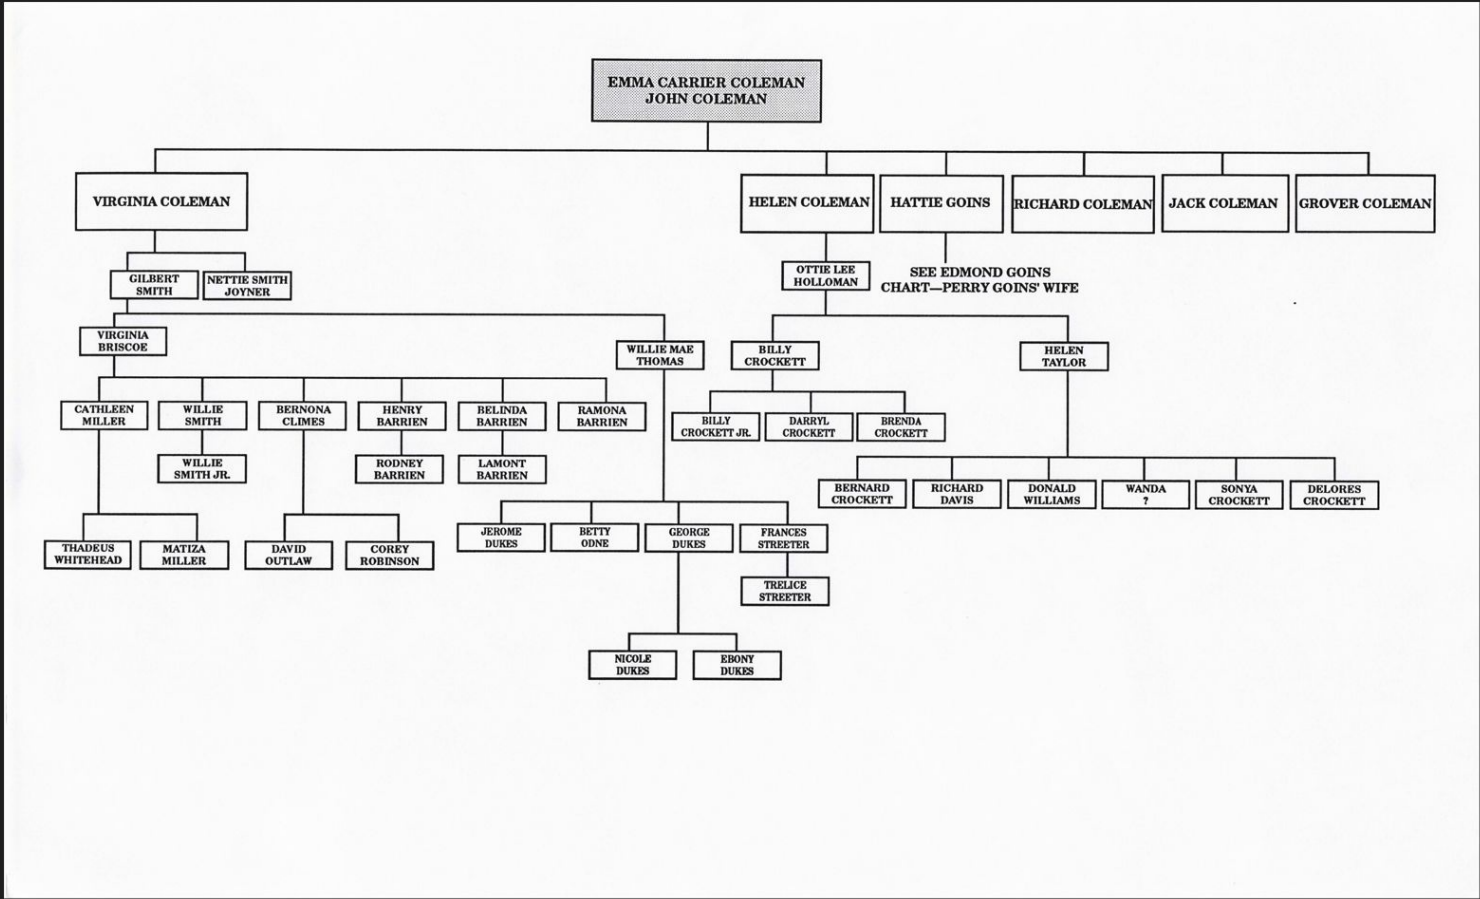 EMMA CARRIER COLEMAN
JOHN COLEMAN
VIRGINIA COLEMAN
HELEN COLEMAN
HATTIE GOINS
RICHARD COLEMAN
JACK COLEMAN
GROVER COLEMAN
GILBERT
SMITH
NETTIE SMITH
JOYNER
OTTIE LEE
HOLLOMAN
SEE EDMOND GOINS
CHART—PERRY GOINS' WIFE
VIRGINIA
BRISCOE
WILLIE MAE
THOMAS
BILLY
CROCKETT
HELEN
TAYLOR
CATHLEEN
MILLER
WILLIE
SMITH
BERNONA
CLIMES
HENRY
BARRIEN
BELINDA
BARRIEN
RAMONA
BARRIEN
BILLY
CROCKETT JR.
DARRYL
CROCKETT
BRENDA
CROCKETT
WILLIE
SMITH JR.
RODNEY
BARRIEN
LAMONT
BARRIEN
BERNARD
CROCKETT
RICHARD
DAVIS
DONALD
WILLIAMS
WANDA
?
SONYA
CROCKETT
DELORES
CROCKETT
THADEUS
WHITEHEAD
MATIZA
MILLER
DAVID
OUTLAW
COREY
ROBINSON
JEROME
DUKES
BETTY
ODNE
GEORGE
DUKES
FRANCES
STREETER
TRELICE
STREETER
NICOLE
DUKES
EBONY
DUKES